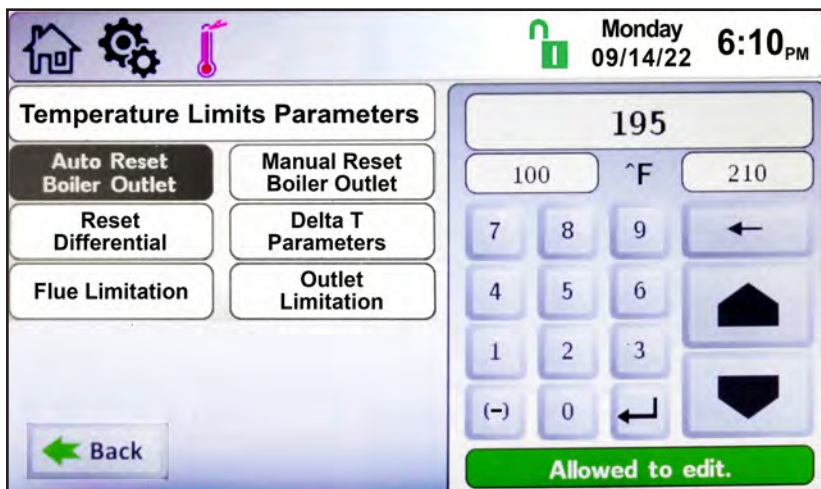 Monday
09/14/22
6:10 PM
Temperature Limits Parameters
Auto Reset
Boiler Outlet
Manual Reset
Boiler Outlet
Reset
Differential
Delta T
Parameters
Flue Limitation
Outlet
Limitation
Back
195
100 °F 210
7 8 9
4 5 6
1 2 3
(-) 0
Allowed to edit.